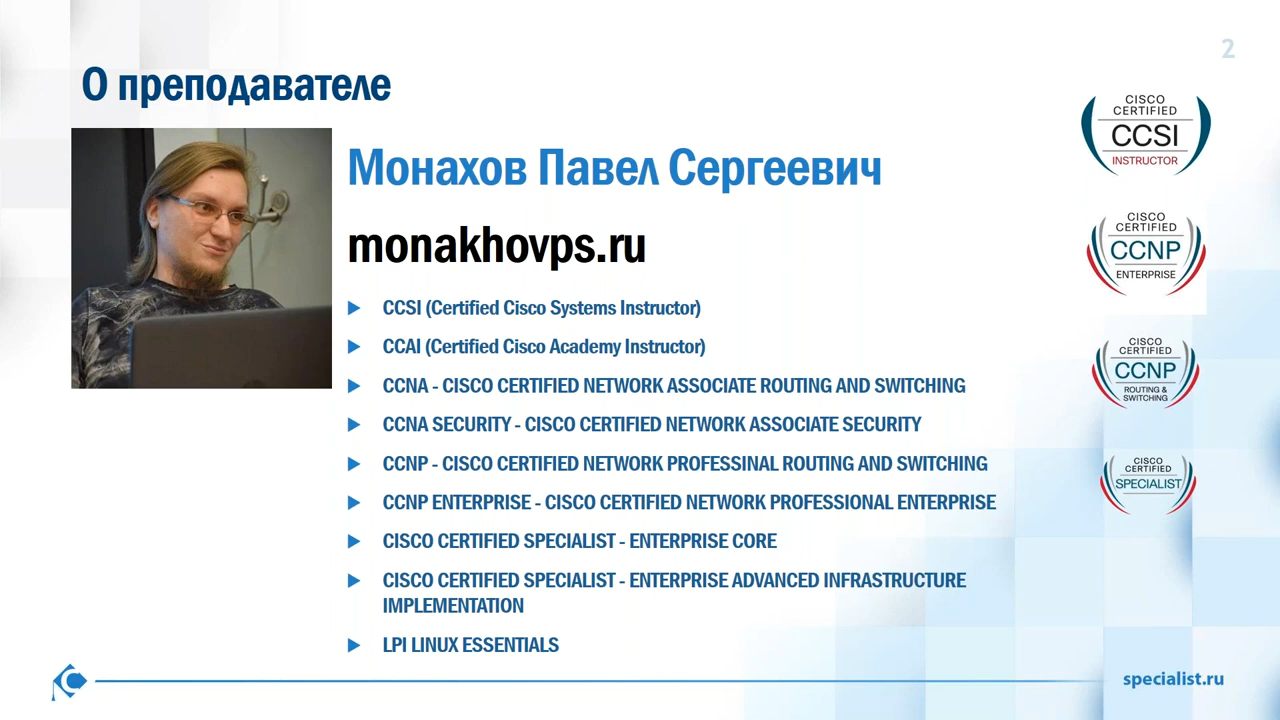 2
О преподавателе
Монахов Павел Сергеевич
monakhovps.ru
CCSI (Certified Cisco Systems Instructor)
CCAI (Certified Cisco Academy Instructor)
CCNA - CISCO CERTIFIED NETWORK ASSOCIATE ROUTING AND SWITCHING
CCNA SECURITY - CISCO CERTIFIED NETWORK ASSOCIATE SECURITY
CCNP - CISCO CERTIFIED NETWORK PROFESSINAL ROUTING AND SWITCHING
CCNP ENTERPRISE - CISCO CERTIFIED NETWORK PROFESSIONAL ENTERPRISE
CISCO CERTIFIED SPECIALIST - ENTERPRISE CORE
CISCO CERTIFIED SPECIALIST - ENTERPRISE ADVANCED INFRASTRUCTURE
IMPLEMENTATION
LPI LINUX ESSENTIALS
CISCO
CERTIFIED
CCSI
INSTRUCTOR
CISCO
CERTIFIED
CCNP
ENTERPRISE
CISCO
CERTIFIED
CCNP
ROUTING &
SWITCHING
CISCO
CERTIFIED
SPECIALIST
specialist.ru